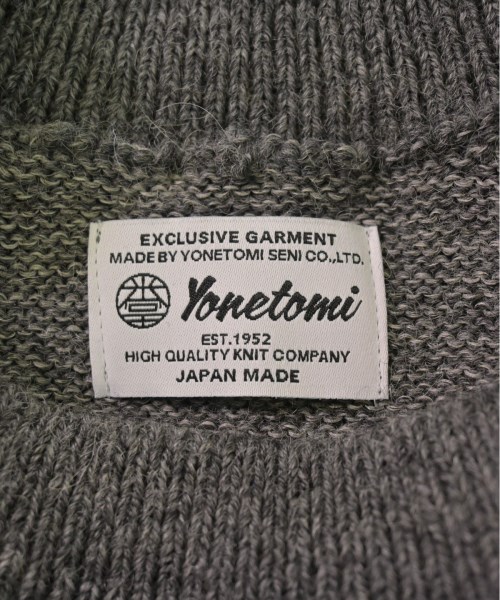 EXCLUSIVE GARMENT
MADE BY YONETOMI SENI CO.,LTD.
Yonetomi
EST.1952
HIGH QUALITY KNIT COMPANY
JAPAN MADE